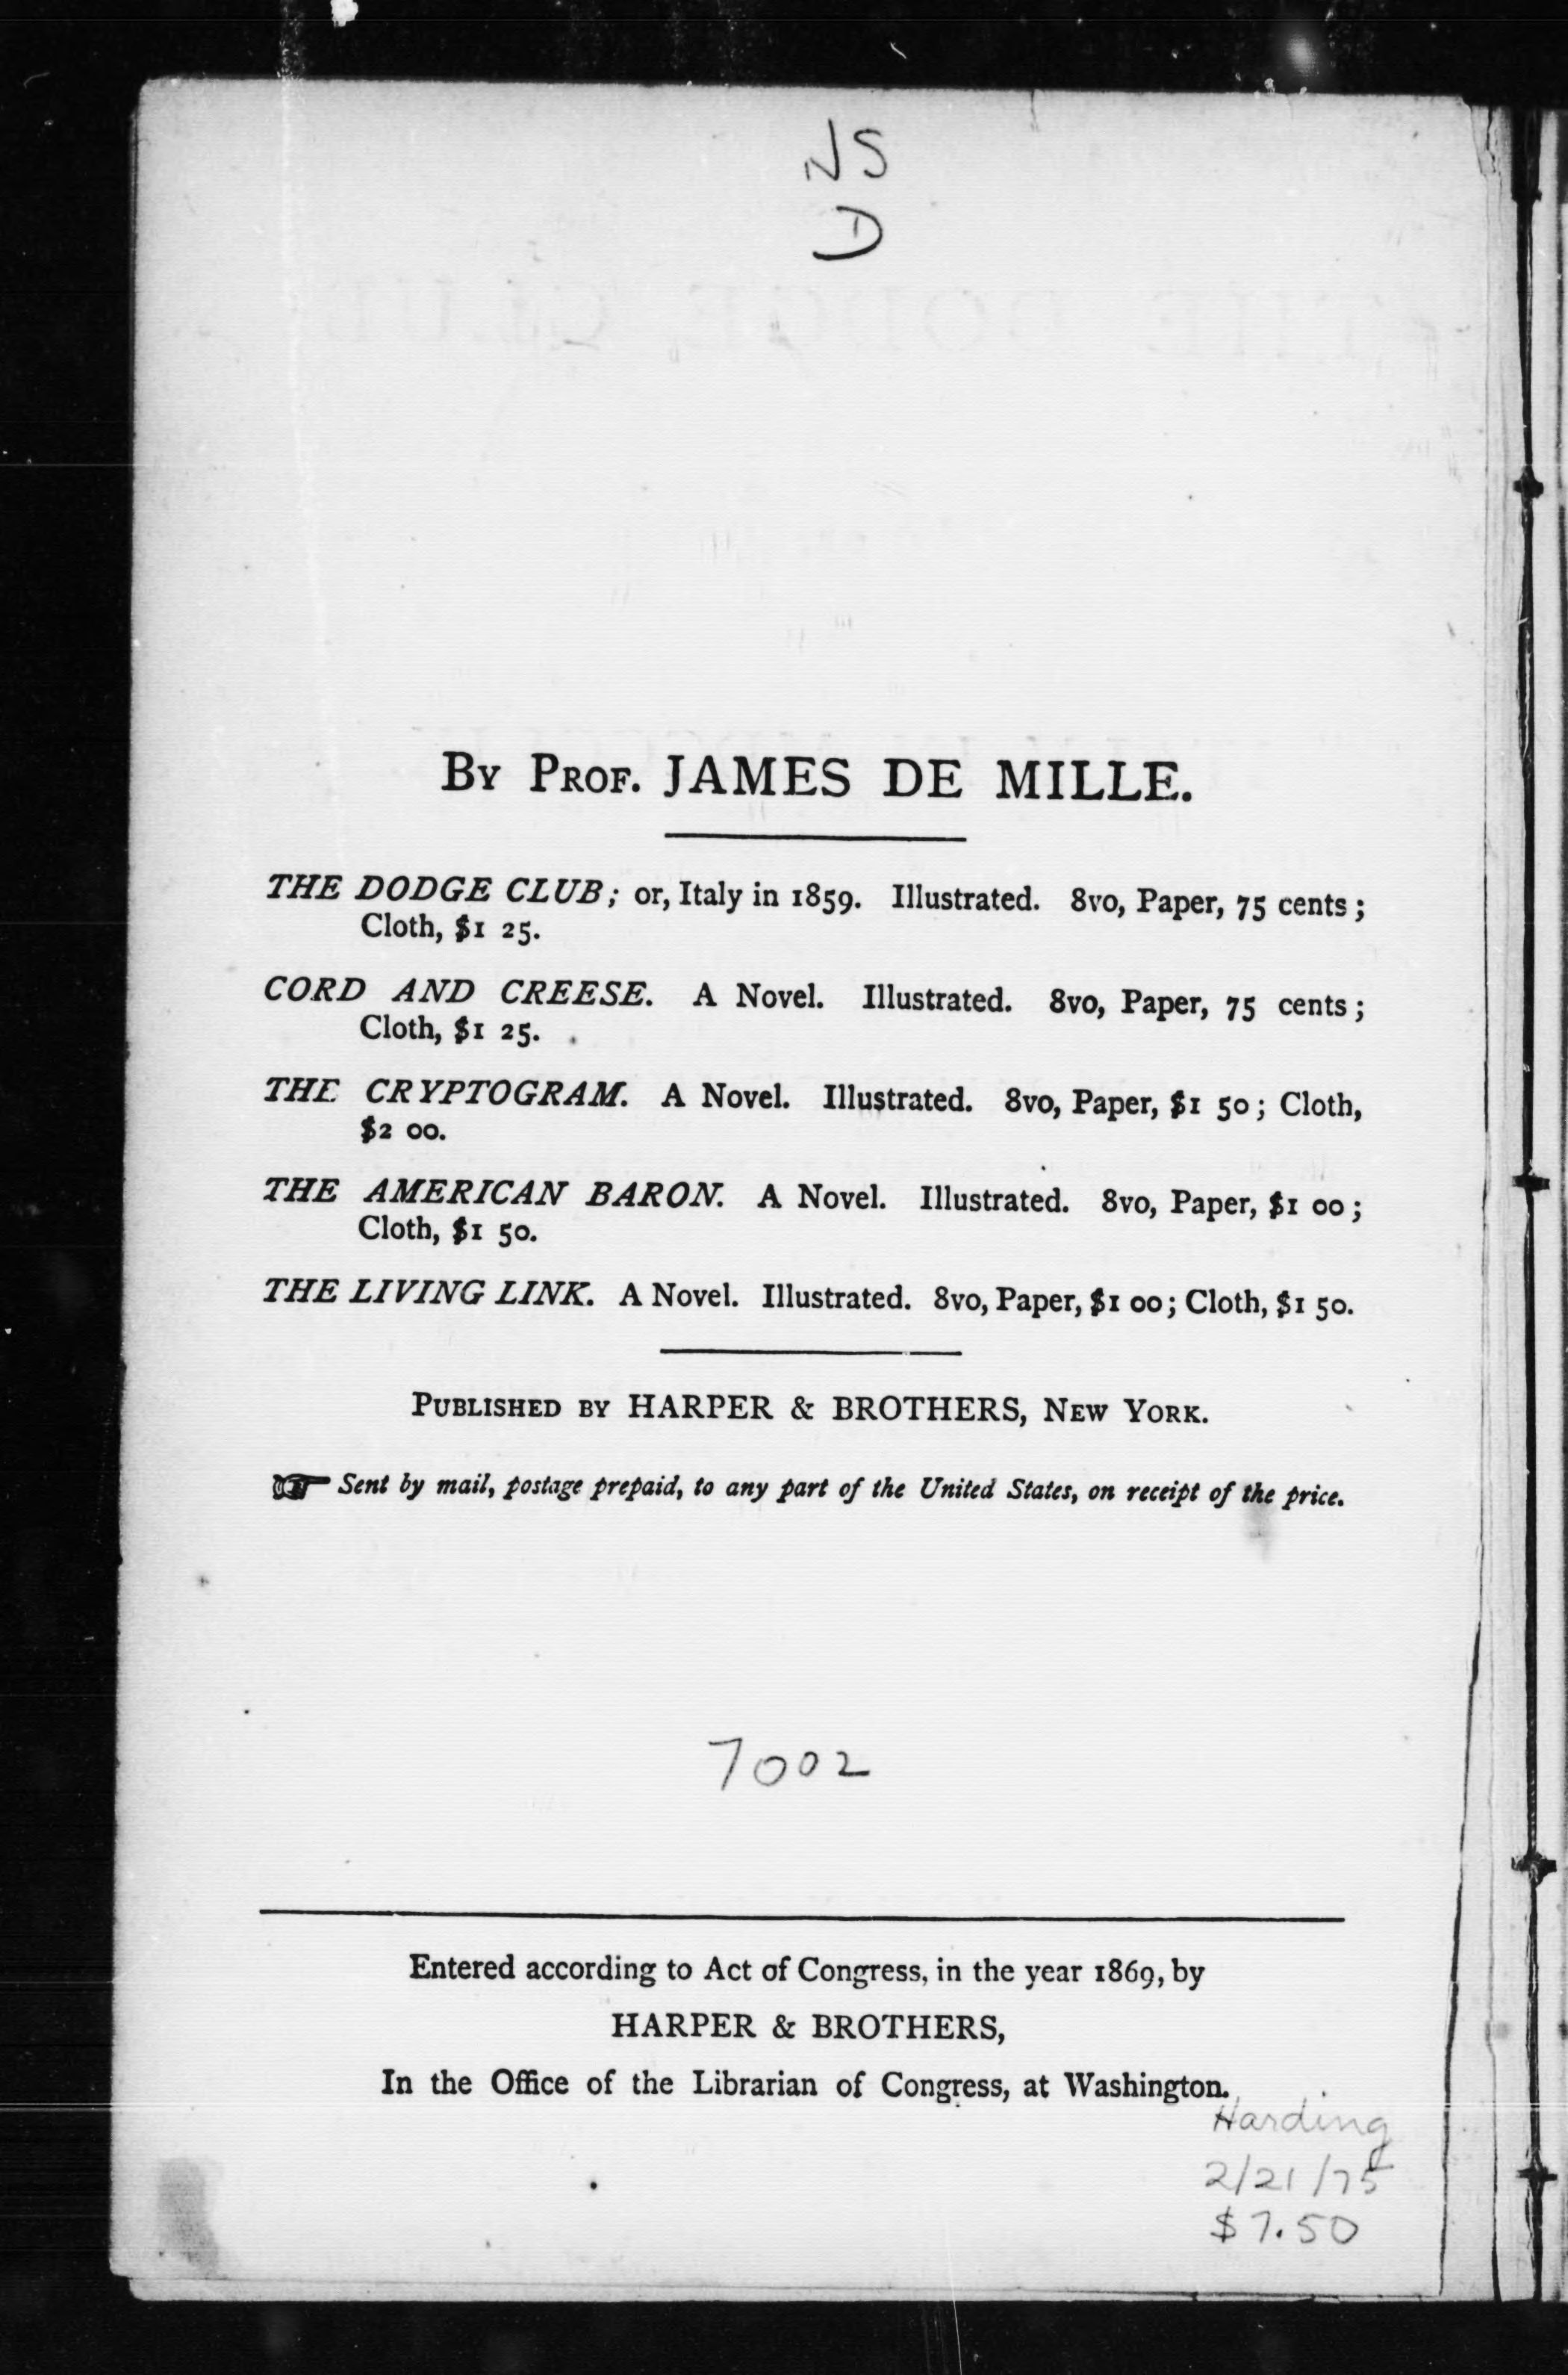 NS
D
BY PROF. JAMES DE MILLE.
THE DODGE CLUB; or, Italy in 1859. Illustrated. 8vo, Paper, 75 cents;
Cloth, $1 25.
CORD AND CREESE. A Novel. Illustrated. 8vo, Paper, 75 cents;
Cloth, $1 25.
THE CRYPTOGRAM. A Novel. Illustrated. 8vo, Paper, $1 50; Cloth,
$2 00.
THE AMERICAN BARON. A Novel. Illustrated. 8vo, Paper, $1 00;
Cloth, $1 50.
THE LIVING LINK. A Novel. Illustrated. 8vo, Paper, $1 00; Cloth, $1 50.
PUBLISHED BY HARPER & BROTHERS, NEW YORK.
☞ Sent by mail, postage prepaid, to any part of the United States, on receipt of the price.
7002
Entered according to Act of Congress, in the year 1869, by
HARPER & BROTHERS,
In the Office of the Librarian of Congress, at Washington.
Harding
2/21/75
$7.50